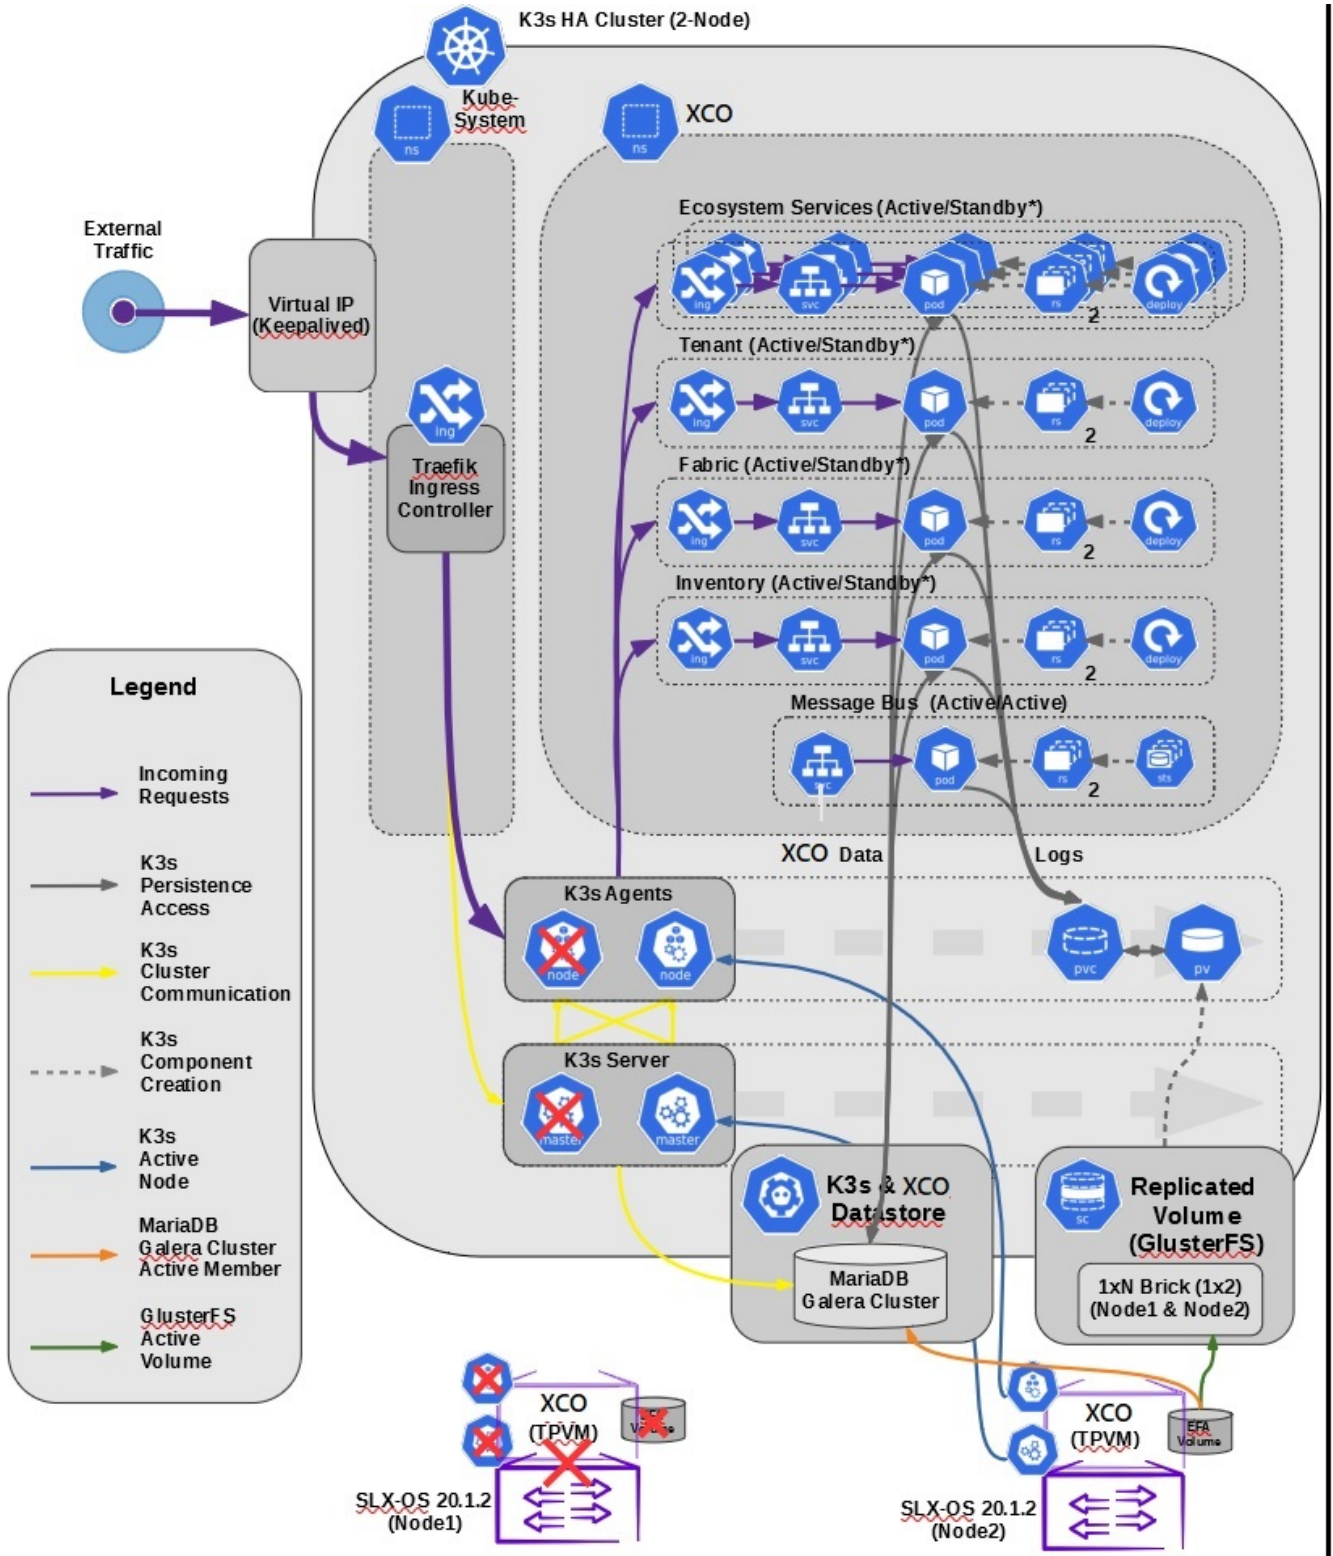 K3s HA Cluster (2-Node)
Kube-
System
ns
ns
XCO
Ecosystem Services (Active/Standby*)
ing
svc
pod
rs
2
deploy
External
Traffic
Virtual IP
(Keepalived)
Tenant (Active/Standby*)
ing
svc
pod
rs
2
deploy
ing
Traefik
Ingress
Controller
Fabric (Active/Standby*)
ing
svc
pod
rs
2
deploy
Inventory (Active/Standby*)
ing
svc
pod
rs
2
deploy
Message Bus (Active/Active)
svc
pod
rs
2
sts
XCO Data
Logs
Legend
Incoming
Requests
K3s
Persistence
Access
K3s
Cluster
Communication
K3s
Component
Creation
K3s
Active
Node
MariaDB
Galera Cluster
Active Member
GlusterFS
Active
Volume
K3s Agents
node
node
pvc
pv
K3s Server
master
master
K3s & XCO
Datastore
MariaDB
Galera Cluster
sc
Replicated
Volume
(GlusterFS)
1xN Brick (1x2)
(Node1 & Node2)
XCO
(TPVM)
Volume
SLX-OS 20.1.2
(Node1)
XCO
(TPVM)
EFA
Volume
SLX-OS 20.1.2
(Node2)